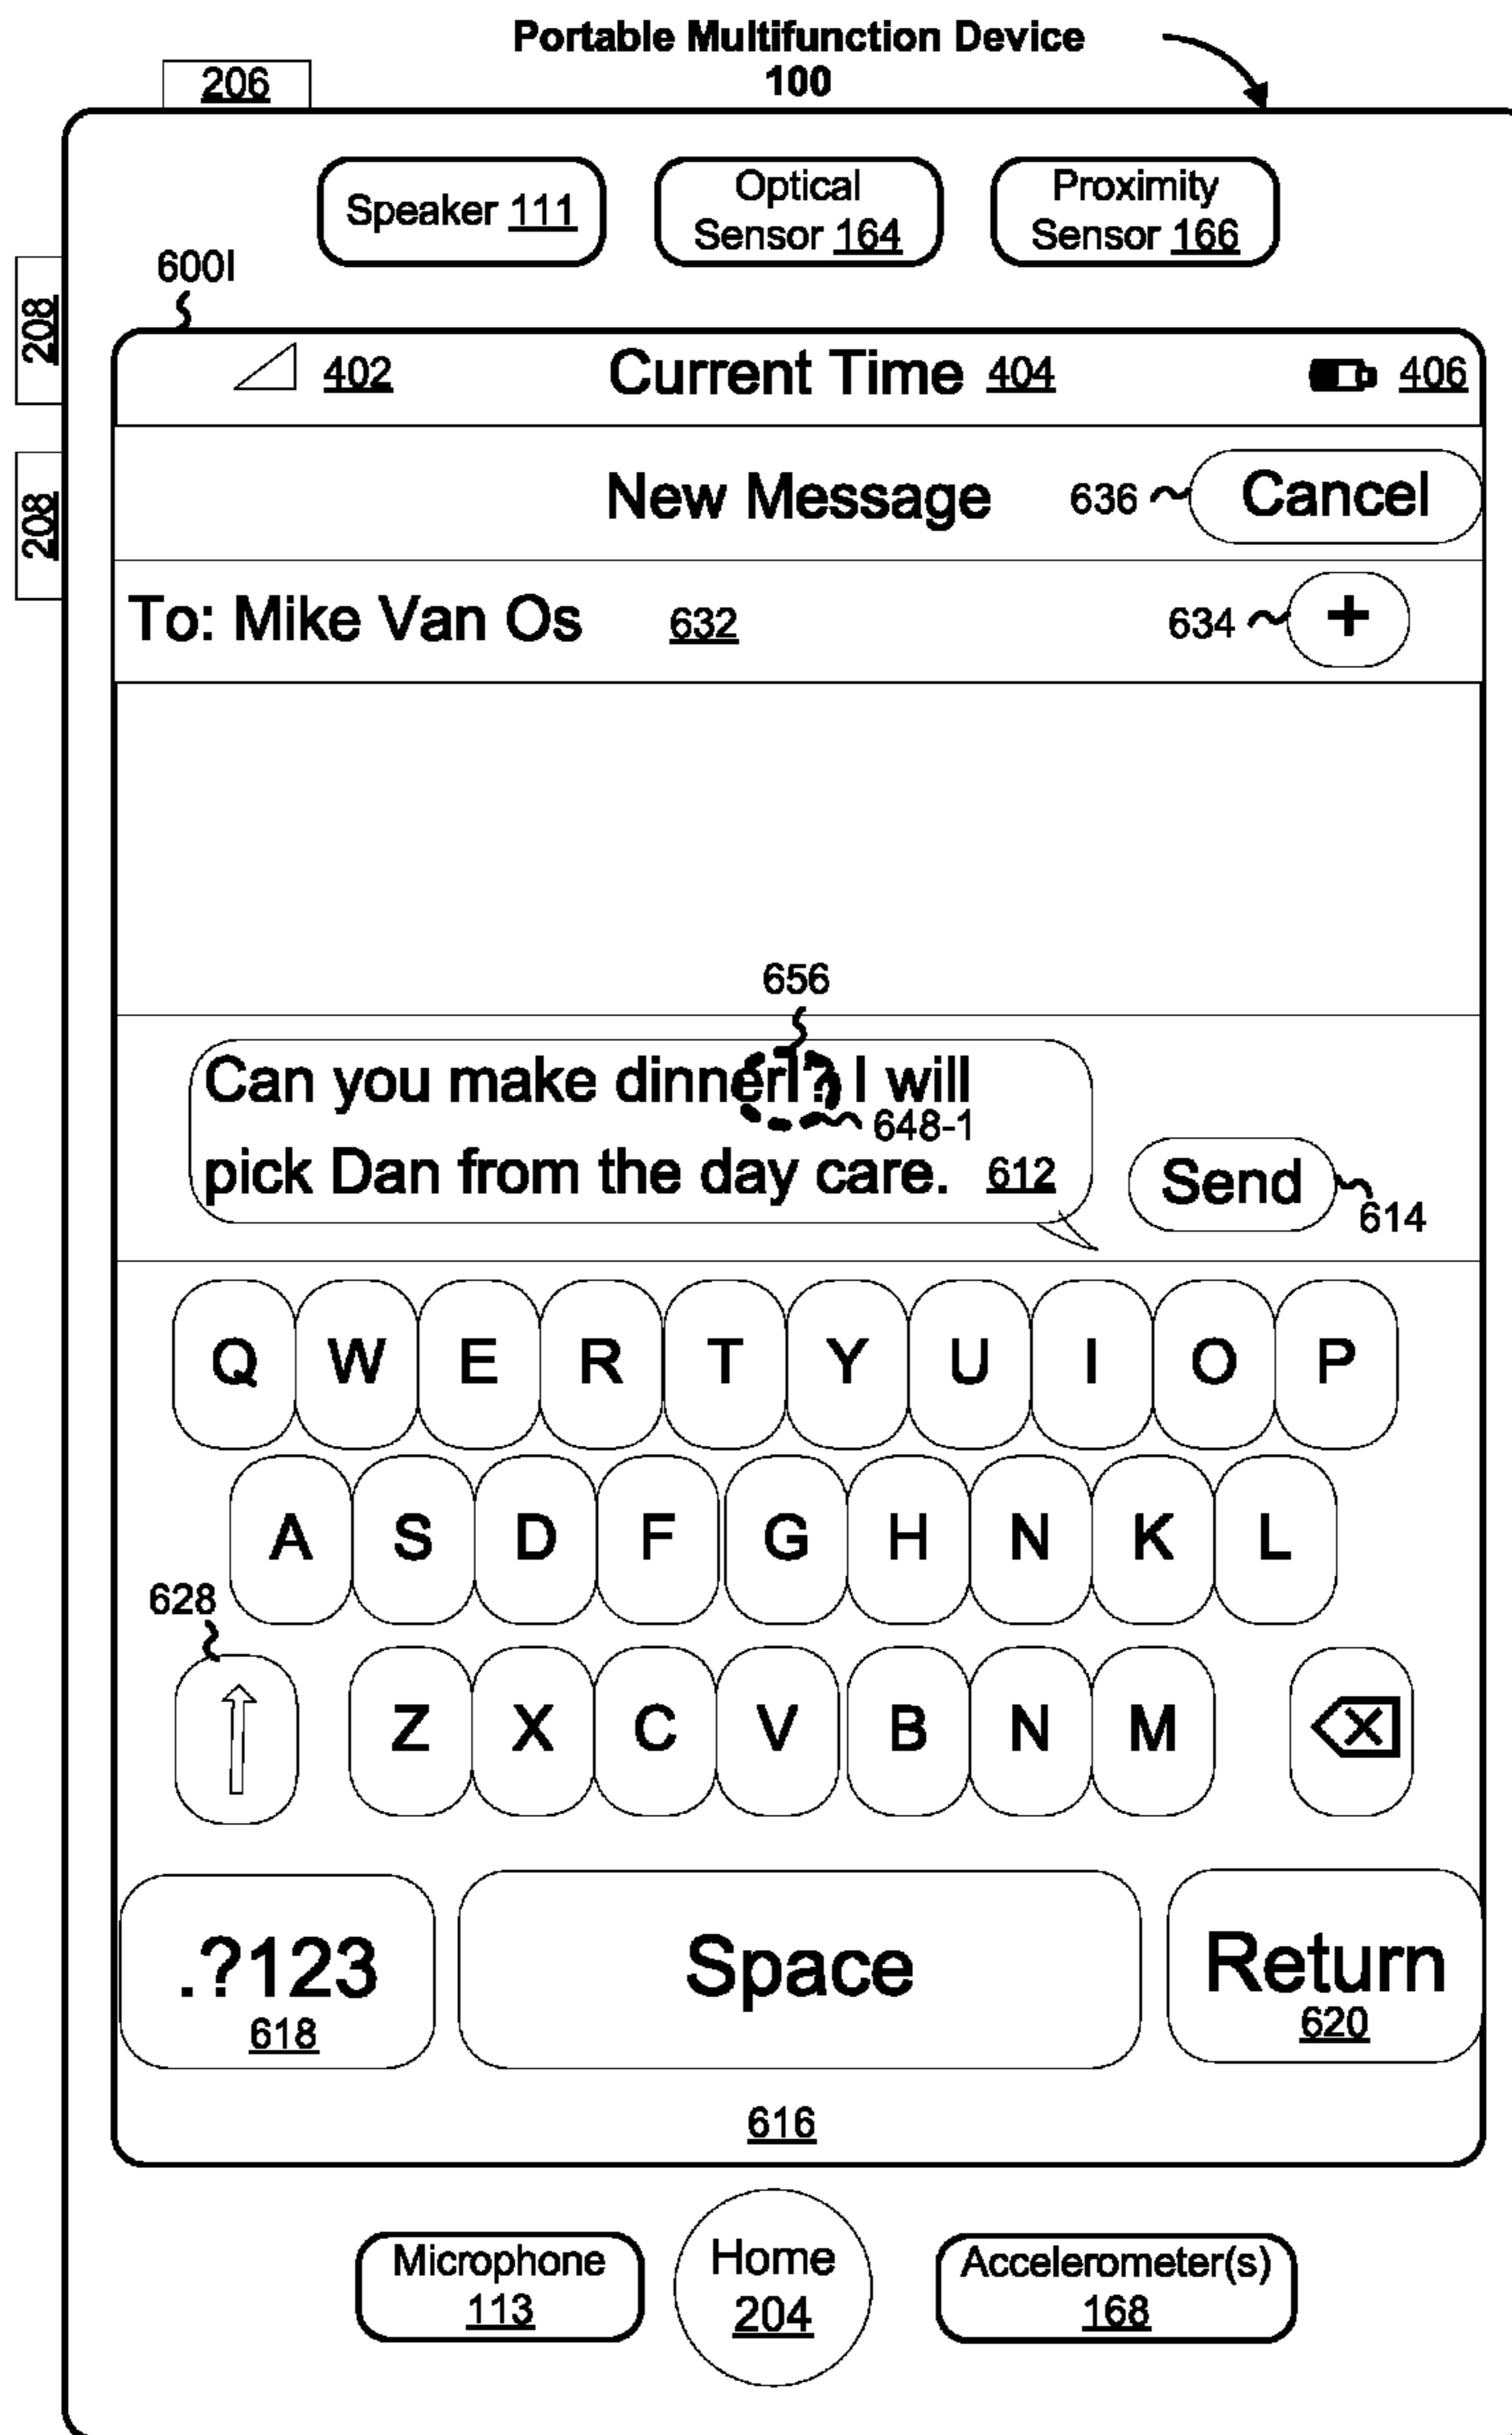 Portable Multifunction Device
100
206
Speaker 111
Optical
Sensor 164
Proximity
Sensor 166
600I
208
402
Current Time 404
406
208
New Message
636
Cancel
To: Mike Van Os
632
634
+
656
Can you make dinner? I will
648-1
pick Dan from the day care.
612
Send
614
Q W E R T Y U I O P
A S D F G H N K L
628
Z X C V B N M
.?123
618
Space
Return
620
616
Microphone
113
Home
204
Accelerometer(s)
168